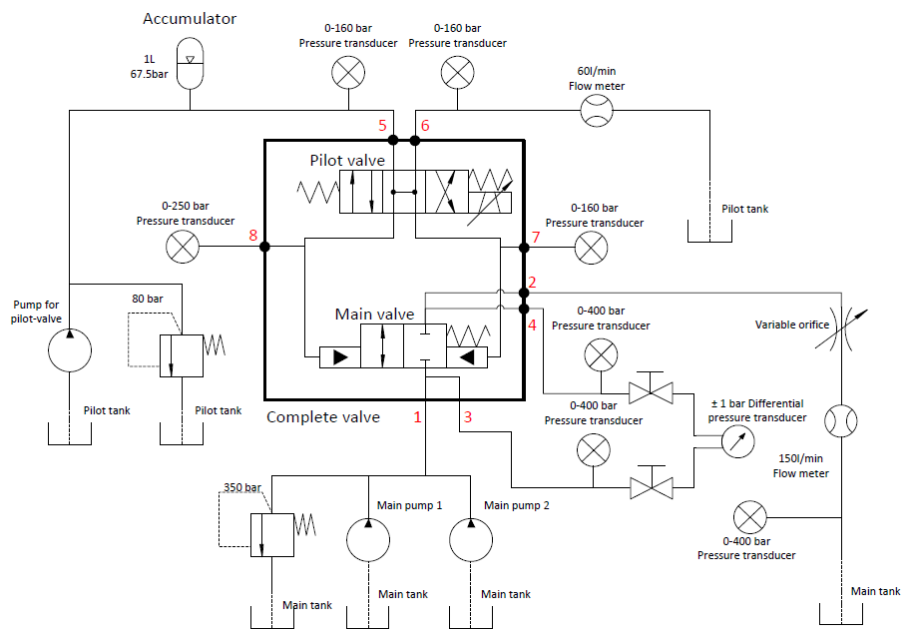 Accumulator
1L
67.5bar
0-160 bar
Pressure transducer
0-160 bar
Pressure transducer
60l/min
Flow meter
5
6
Pilot valve
0-250 bar
Pressure transducer
8
0-160 bar
Pressure transducer
7
Pilot tank
2
4
Pump for
pilot-valve
80 bar
Main valve
0-400 bar
Pressure transducer
Variable orifice
Pilot tank
Pilot tank
Complete valve
1
3
0-400 bar
Pressure transducer
± 1 bar Differential
pressure transducer
150l/min
Flow meter
350 bar
Main pump 1
Main pump 2
0-400 bar
Pressure transducer
Main tank
Main tank
Main tank
Main tank